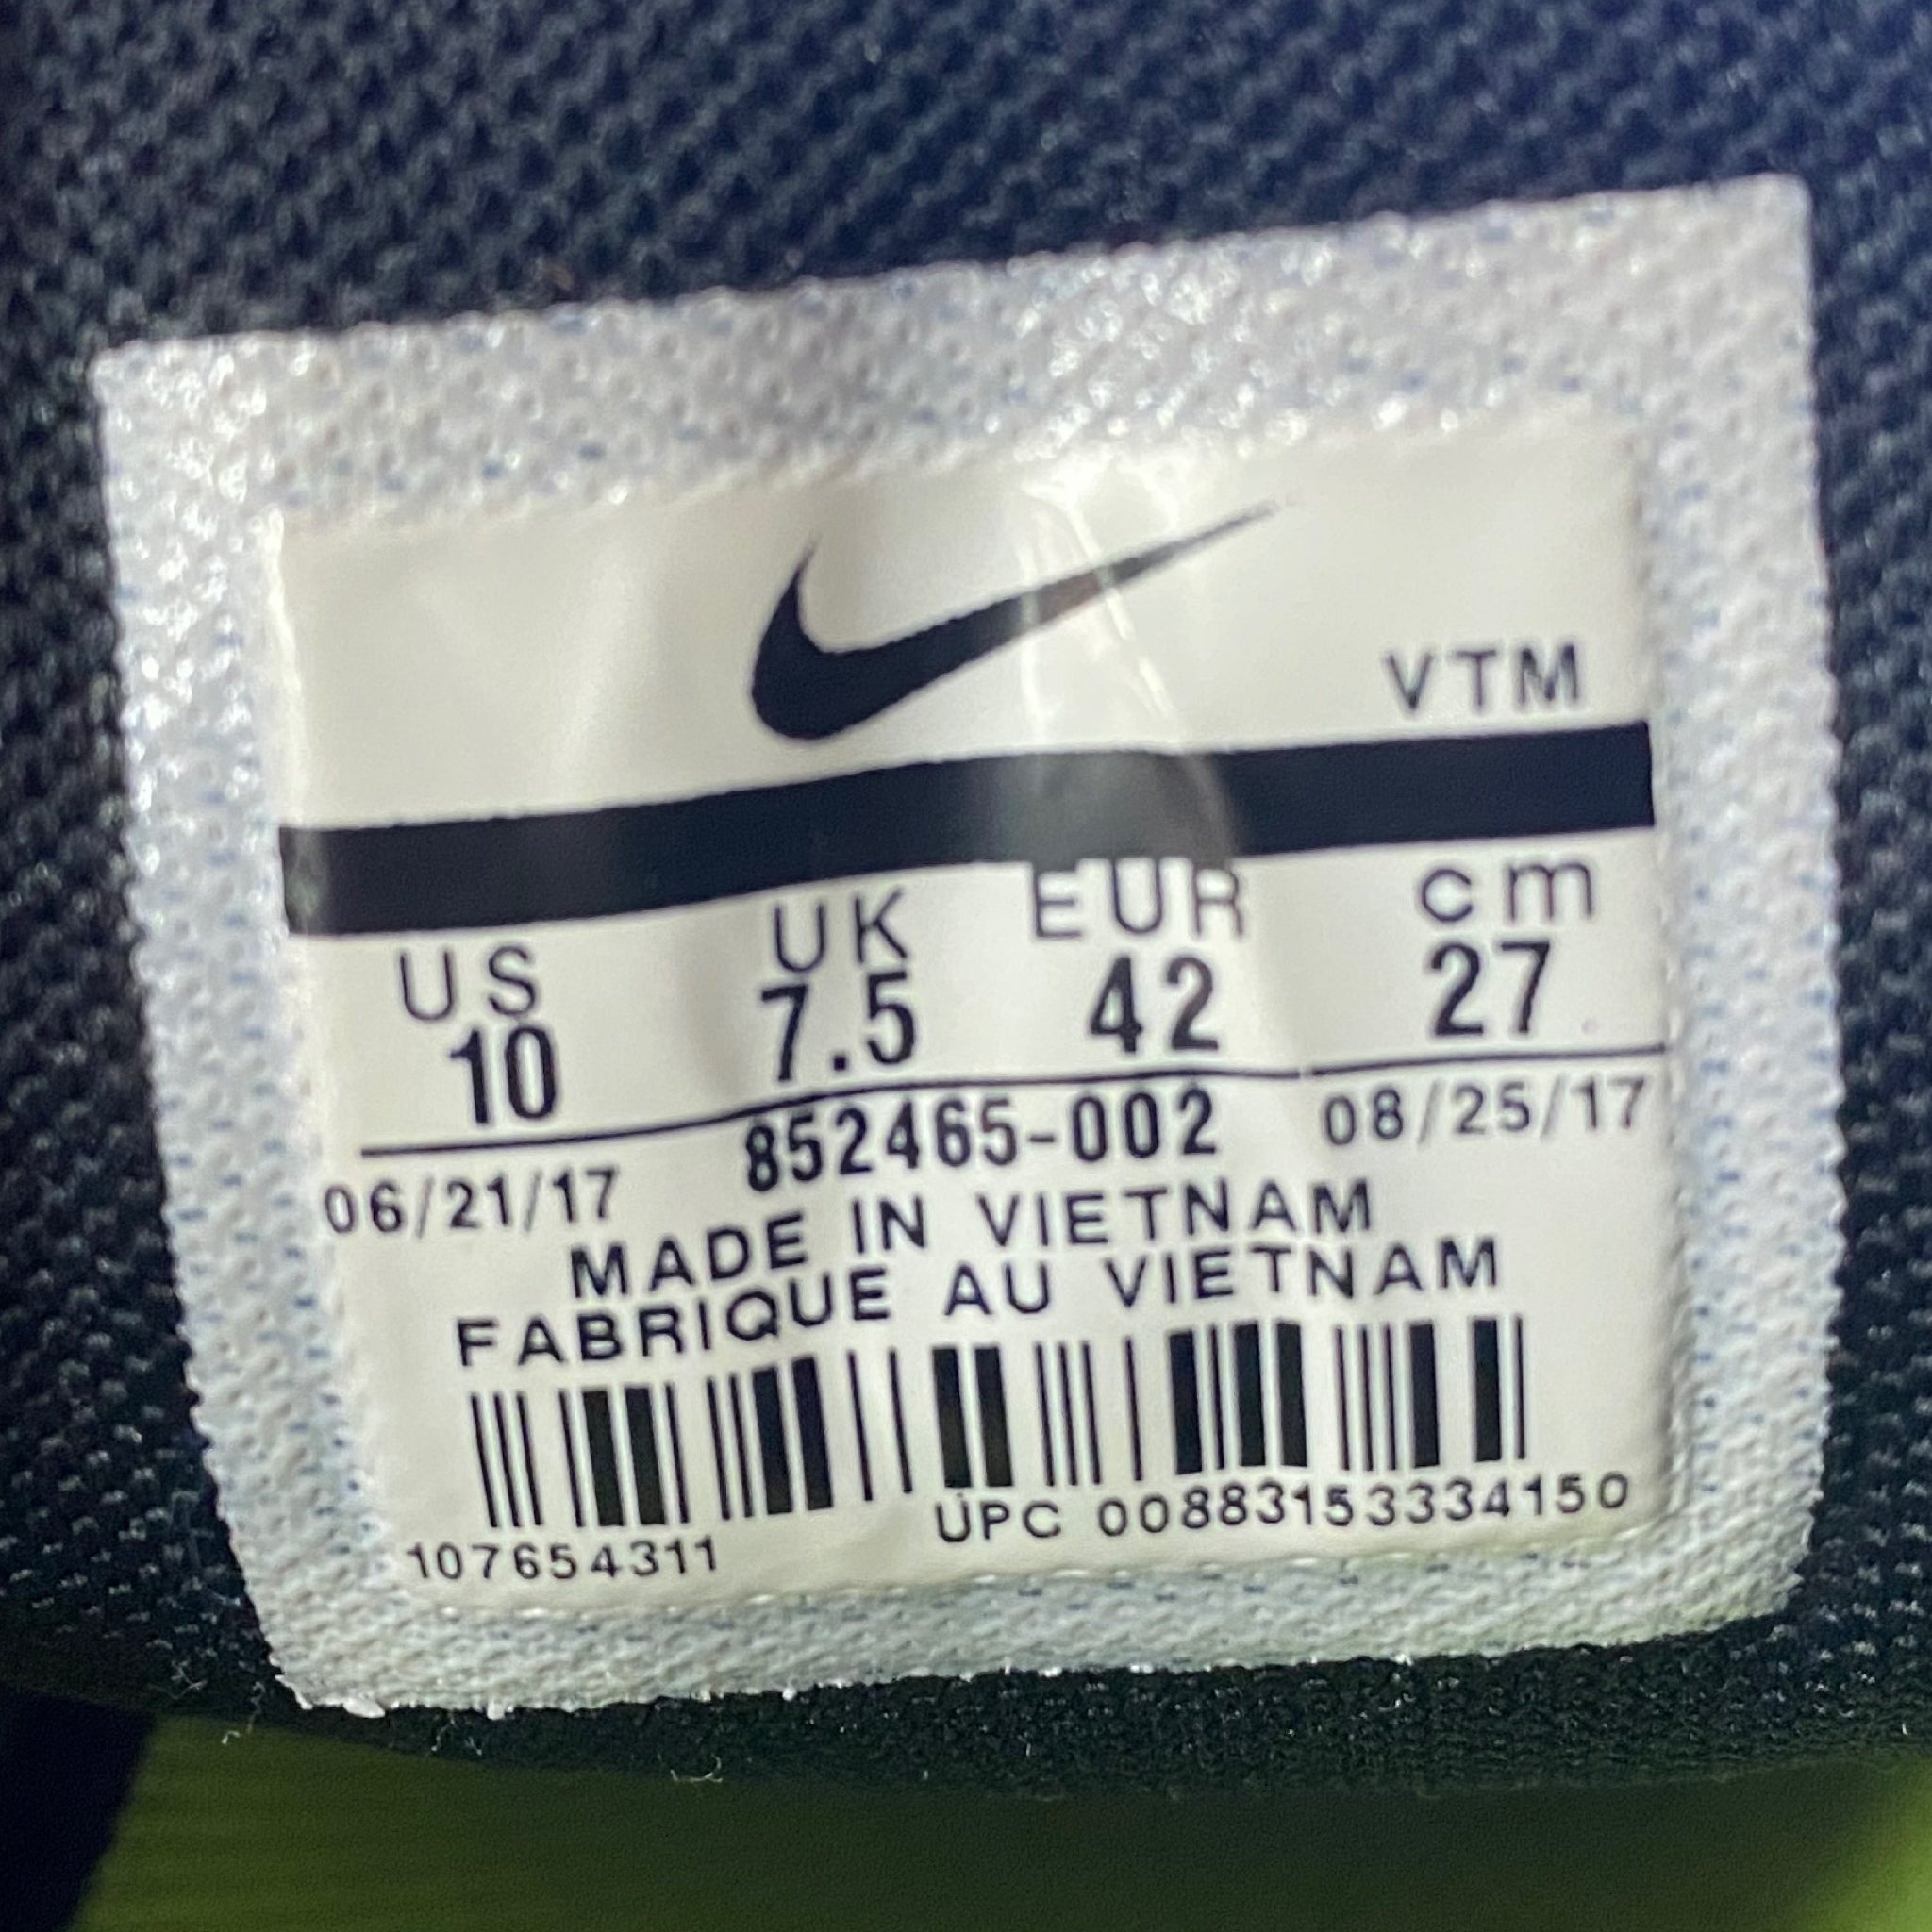 VTM
US UK EUR cm
10 7.5 42 27
06/21/17 852465-002 08/25/17
MADE IN VIETNAM
FABRIQUE AU VIETNAM
107654311 UPC 00883153334150